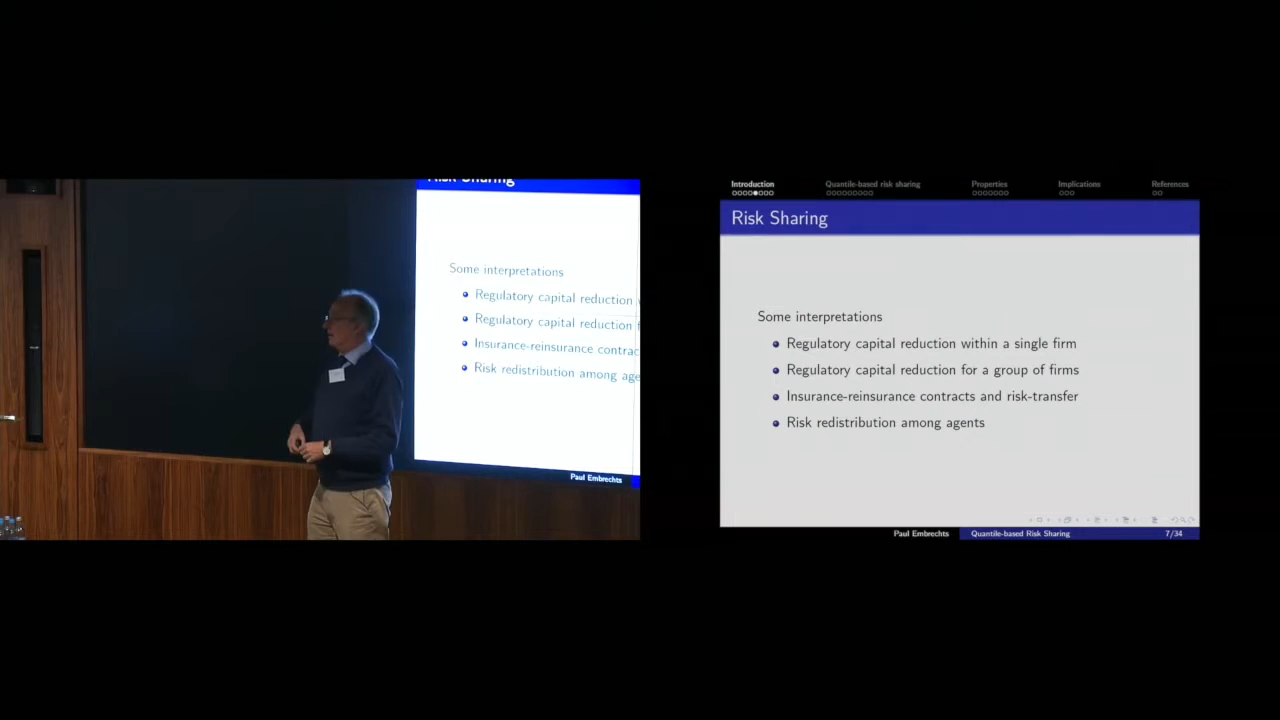 Risk Sharing
Some interpretations
Regulatory capital reduction
Regulatory capital reduction
Insurance-reinsurance
Risk redistribution among
Paul Embrechts
Introduction
Quantile-based risk sharing
Properties
Implications
References
Risk Sharing
Some interpretations
Regulatory capital reduction within a single firm
Regulatory capital reduction for a group of firms
Insurance-reinsurance contracts and risk-transfer
Risk redistribution among agents
Paul Embrechts
Quantile-based Risk Sharing
7/34